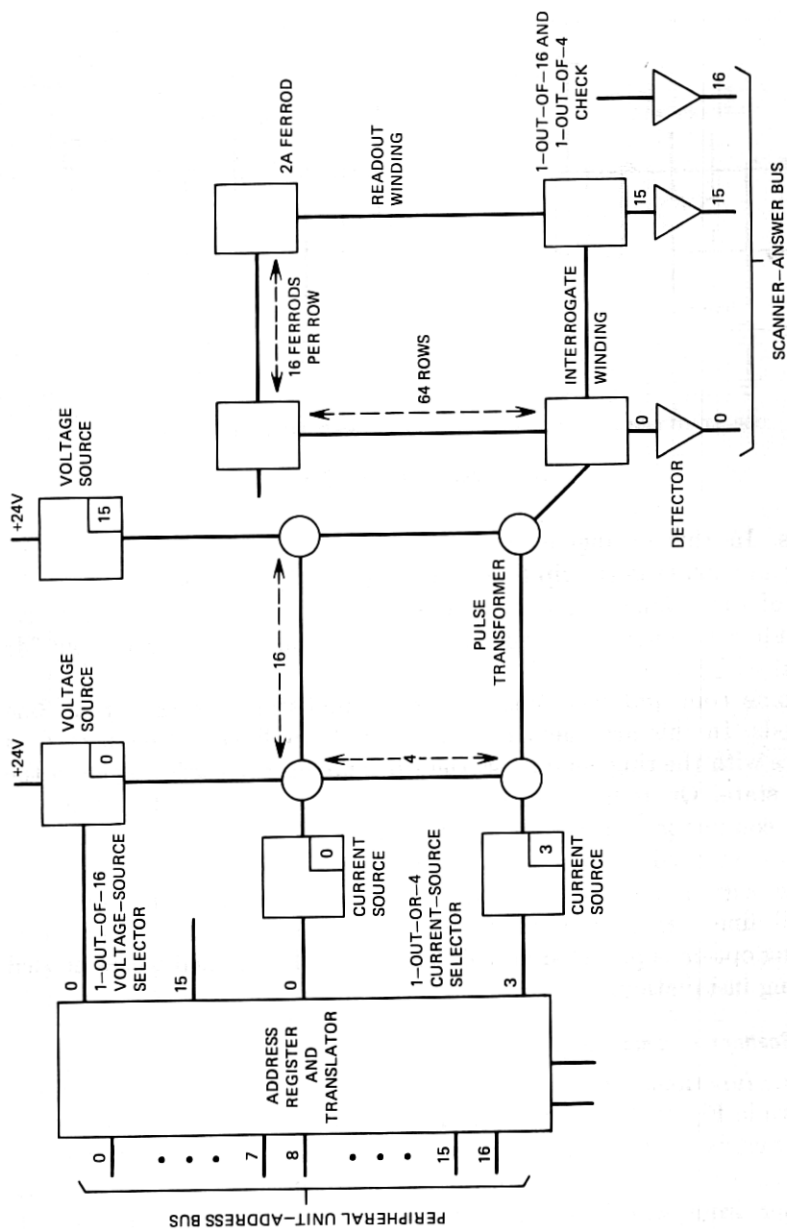 PERIPHERAL UNIT-ADDRESS BUS
0
7
8
15
16
ADDRESS
REGISTER
AND
TRANSLATOR
0
1-OUT-OF-16
VOLTAGE-SOURCE
SELECTOR
15
0
1-OUT-OR-4
CURRENT-SOURCE
SELECTOR
3
+24V
VOLTAGE
SOURCE
0
+24V
VOLTAGE
SOURCE
15
0
CURRENT
SOURCE
3
CURRENT
SOURCE
16
4
PULSE
TRANSFORMER
16 FERRODS
PER ROW
2A FERROD
64 ROWS
READOUT
WINDING
INTERROGATE
WINDING
1-OUT-OF-16 AND
1-OUT-OF-4
CHECK
0
15
DETECTOR
0
15
16
SCANNER-ANSWER BUS